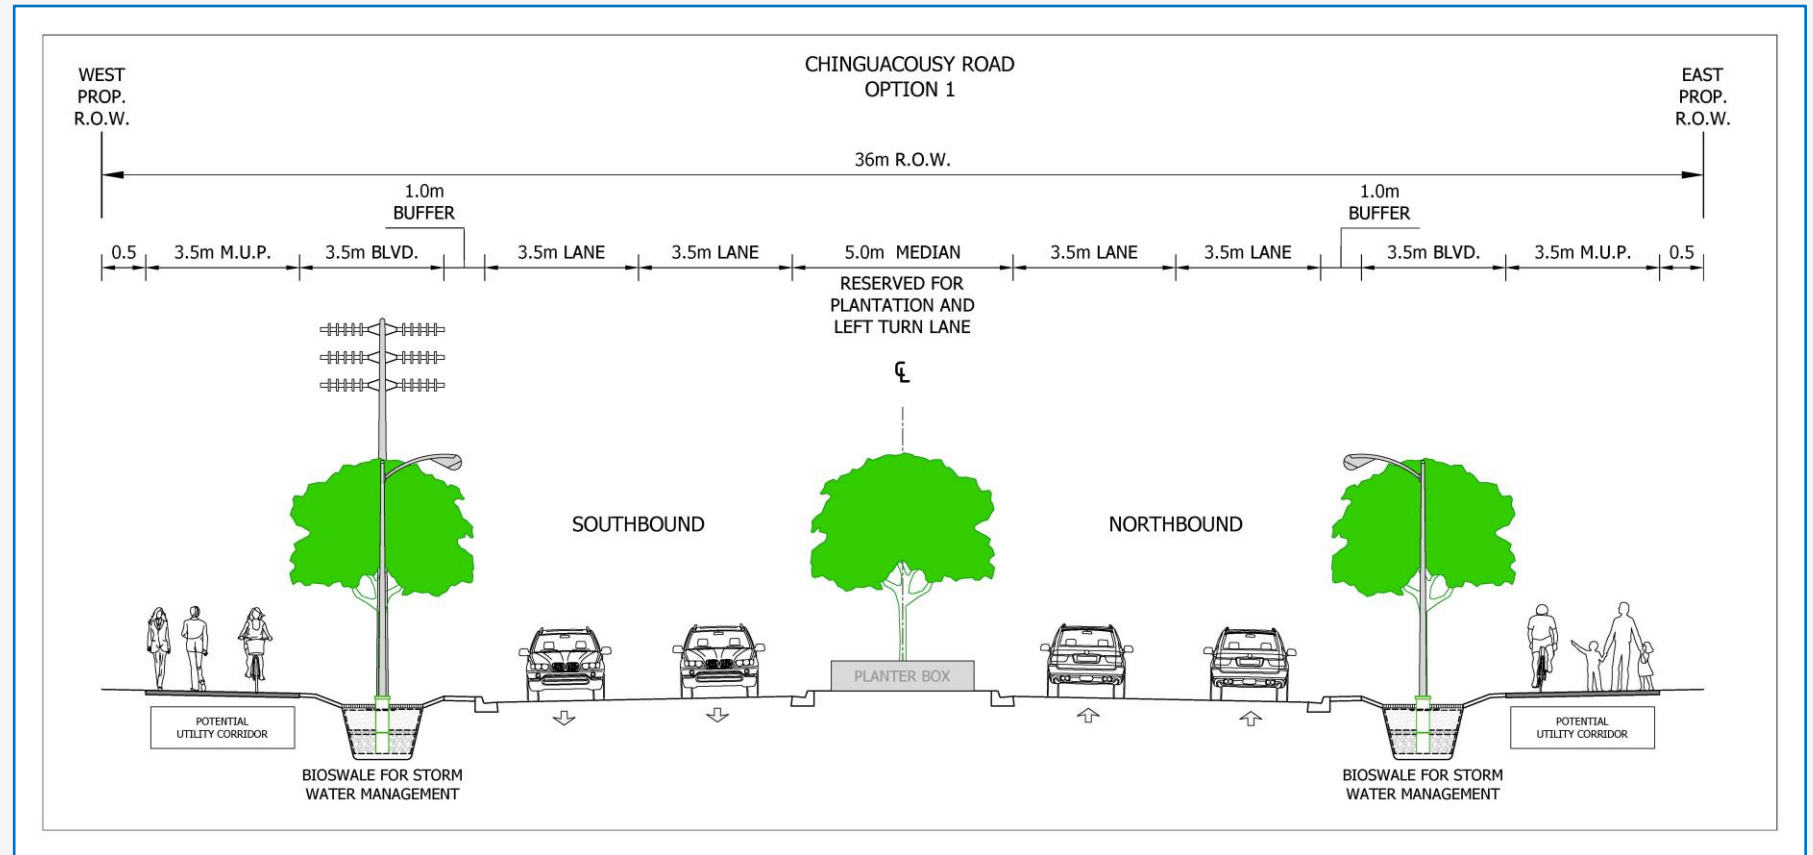 CHINGUACOUSY ROAD
OPTION 1
WEST
PROP.
R.O.W.
EAST
PROP.
R.O.W.
36m R.O.W.
1.0m
BUFFER
1.0m
BUFFER
0.5 3.5m M.U.P. 3.5m BLVD. 3.5m LANE 3.5m LANE 5.0m MEDIAN 3.5m LANE 3.5m LANE 3.5m BLVD. 3.5m M.U.P. 0.5
RESERVED FOR
PLANTATION AND
LEFT TURN LANE
℄
SOUTHBOUND
NORTHBOUND
PLANTER BOX
POTENTIAL
UTILITY CORRIDOR
POTENTIAL
UTILITY CORRIDOR
BIOSWALE FOR STORM
WATER MANAGEMENT
BIOSWALE FOR STORM
WATER MANAGEMENT